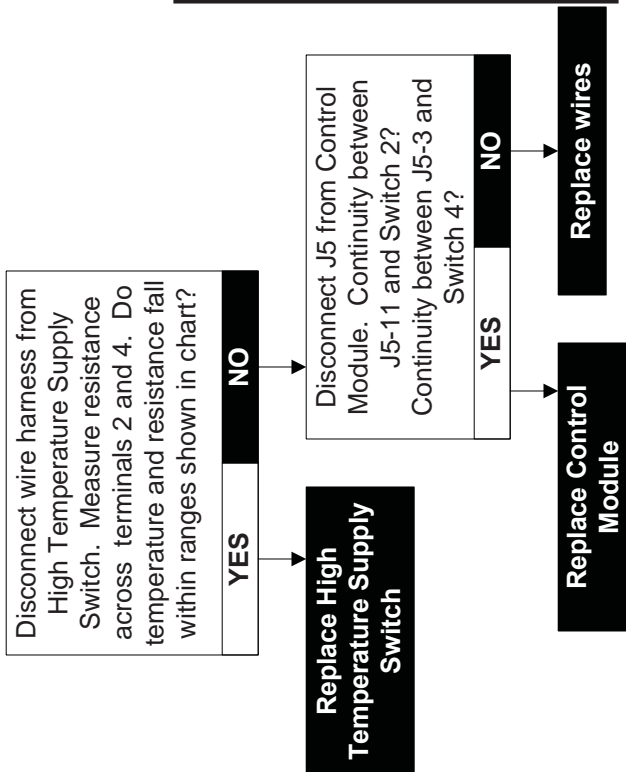 Disconnect wire harness from
High Temperature Supply
Switch. Measure resistance
across terminals 2 and 4. Do
temperature and resistance fall
within ranges shown in chart?
YES
NO
Replace High
Temperature Supply
Switch
Disconnect J5 from Control
Module. Continuity between
J5-11 and Switch 2?
Continuity between J5-3 and
Switch 4?
YES
NO
Replace Control
Module
Replace wires